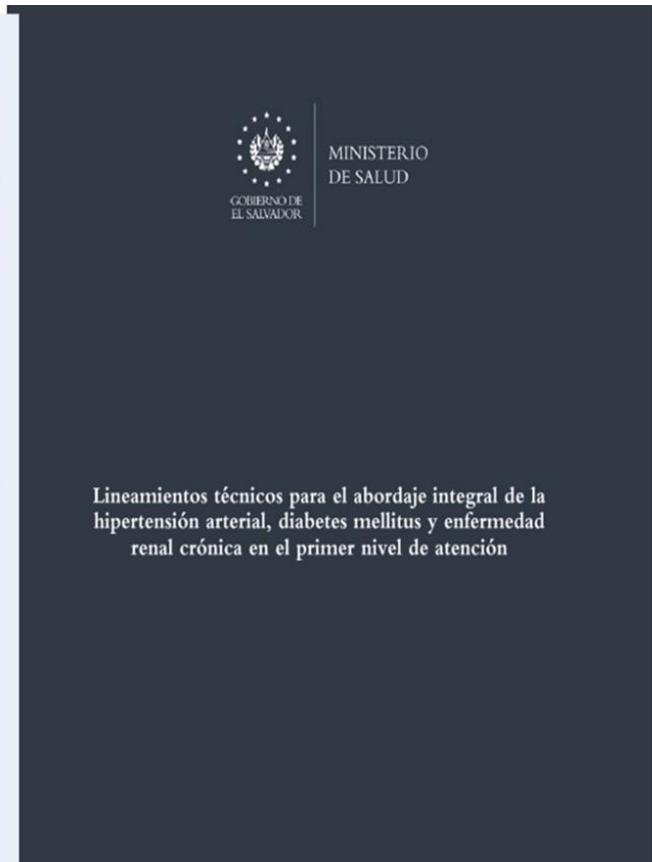 MINISTERIO
DE SALUD
GOBIERNO DE
EL SALVADOR
Lineamientos técnicos para el abordaje integral de la
hipertensión arterial, diabetes mellitus y enfermedad
renal crónica en el primer nivel de atención